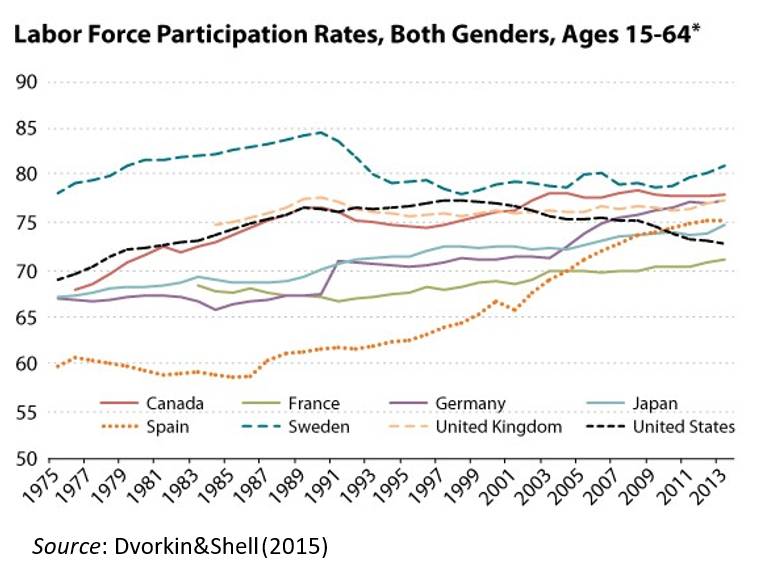 Labor Force Participation Rates, Both Genders, Ages 15-64*
90
85
80
75
70
65
60
55
50
Canada France Germany Japan
Spain Sweden United Kingdom United States
1975 1977 1979 1981 1983 1985 1987 1989 1991 1993 1995 1997 1999 2001 2003 2005 2007 2009 2011 2013
Source: Dvorkin&Shell(2015)